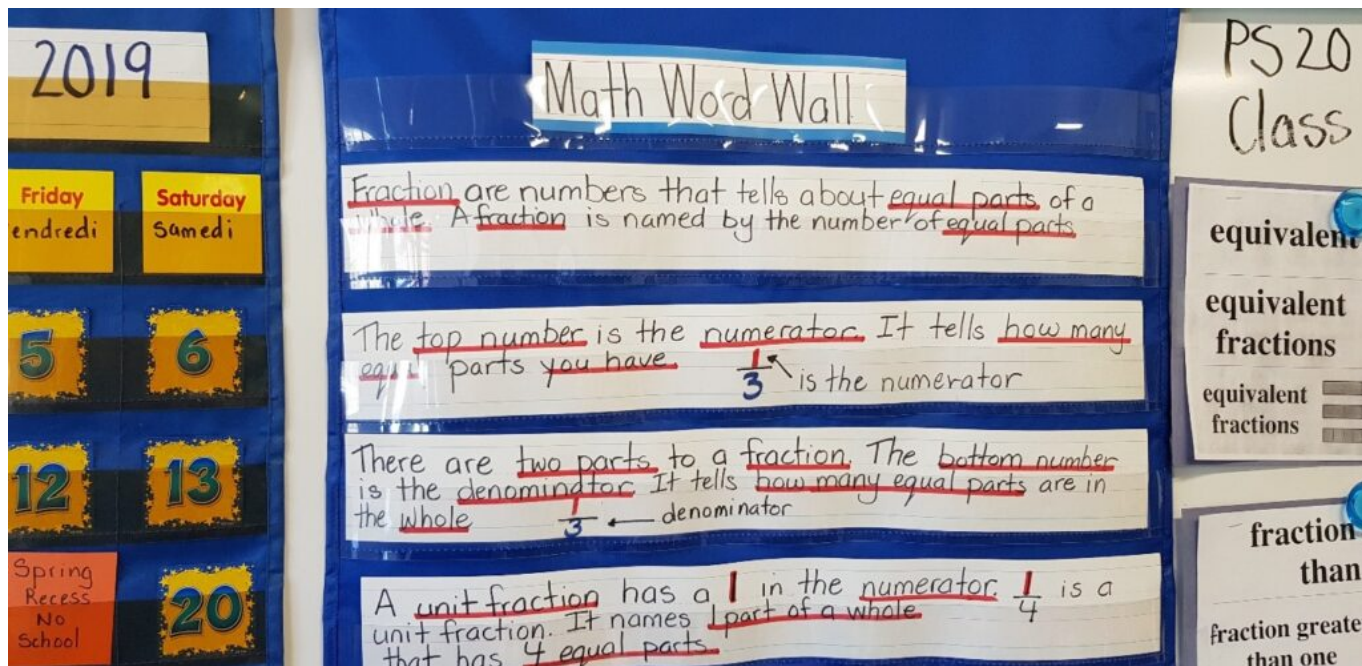 2019
Friday
endredi
Saturday
samedi
5
6
12
13
Spring
Recess
No
School
20
Math Word Wall
Fraction are numbers that tells about equal parts of a
whole. A fraction is named by the number of equal parts
The top number is the numerator. It tells how many
equal parts you have.
1
3
is the numerator
There are two parts to a fraction. The bottom number
is the denominator. It tells how many equal parts are in
the whole
1
3
denominator
A unit fraction has a 1 in the numerator. 1/4 is a
unit fraction. It names 1 part of a whole
that has 4 equal parts.
PS 20
Class
equivalent
equivalent
fractions
equivalent
fractions
fraction
than
fraction greate
than one